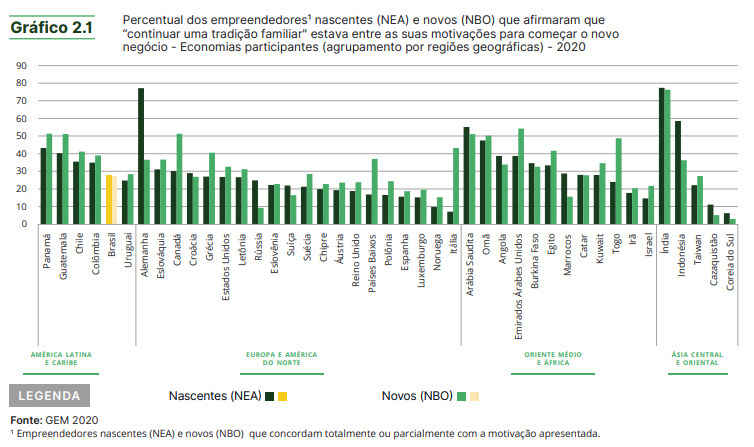 Gráfico 2.1
Percentual dos empreendedores¹ nascentes (NEA) e novos (NBO) que afirmaram que
“continuar uma tradição familiar" estava entre as suas motivações para começar o novo
negócio - Economias participantes (agrupamento por regiões geográficas) - 2020
90
80
70
60
50
40
30
20
10
0
Panamá
Guatemala
Chile
Colômbia
Brasil
Uruguai
Alemanha
Eslováquia
Canadá
Croácia
Grécia
Estados Unidos
Letônia
Rússia
Eslovênia
Suíça
Suécia
Chipre
Áustria
Reino Unido
Países Baixos
Polônia
Espanha
Luxemburgo
Noruega
Itália
Arábia Saudita
Omã
Angola
Emirados Árabes Unidos
Burkina Faso
Egito
Marrocos
Catar
Kuwait
Togo
Irã
Israel
Índia
Indonésia
Taiwan
Cazaquistão
Coreia do Sul
AMÉRICA LATINA
E CARIBE
EUROPA E AMÉRICA
DO NORTE
ORIENTE MÉDIO
E ÁFRICA
ÁSIA CENTRAL
E ORIENTAL
LEGENDA
Nascentes (NEA)
Novos (NBO)
Fonte: GEM 2020
¹ Empreendedores nascentes (NEA) e novos (NBO) que concordam totalmente ou parcialmente com a motivação apresentada.